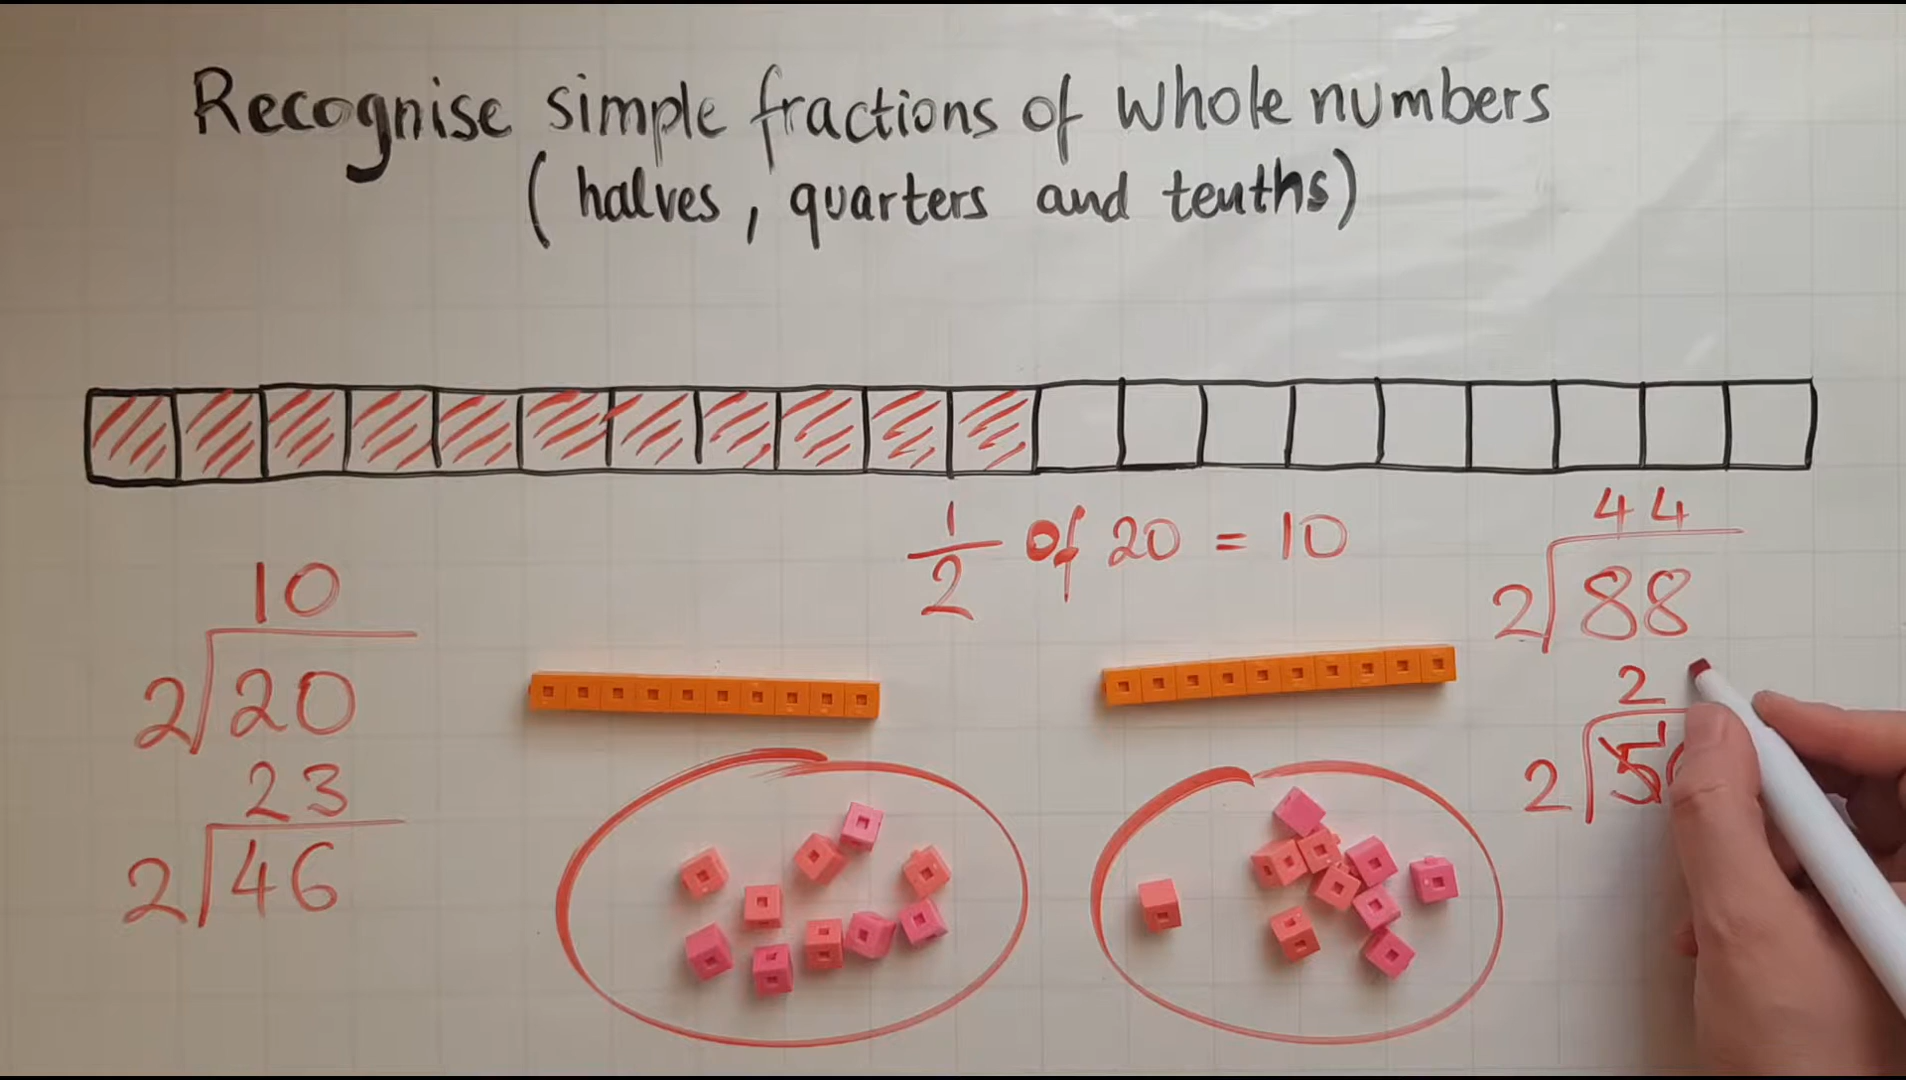 Recognise simple fractions of whole numbers
(halves, quarters and tenths)
1/2 of 20 = 10
10
2 20
23
2 46
44
2 88
2
2